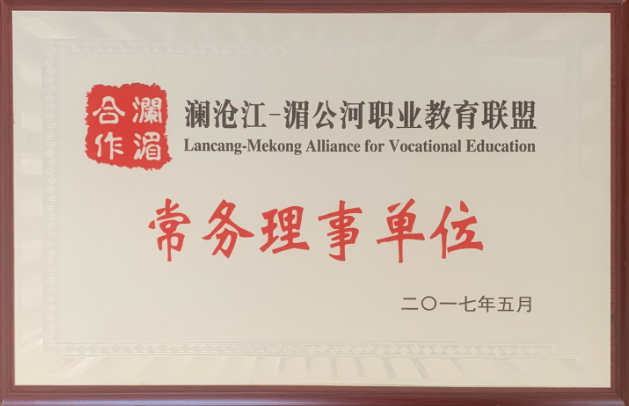 澜湄
合作
澜沧江-湄公河职业教育联盟
Lancang-Mekong Alliance for Vocational Education
常务理事单位
二〇一七年五月